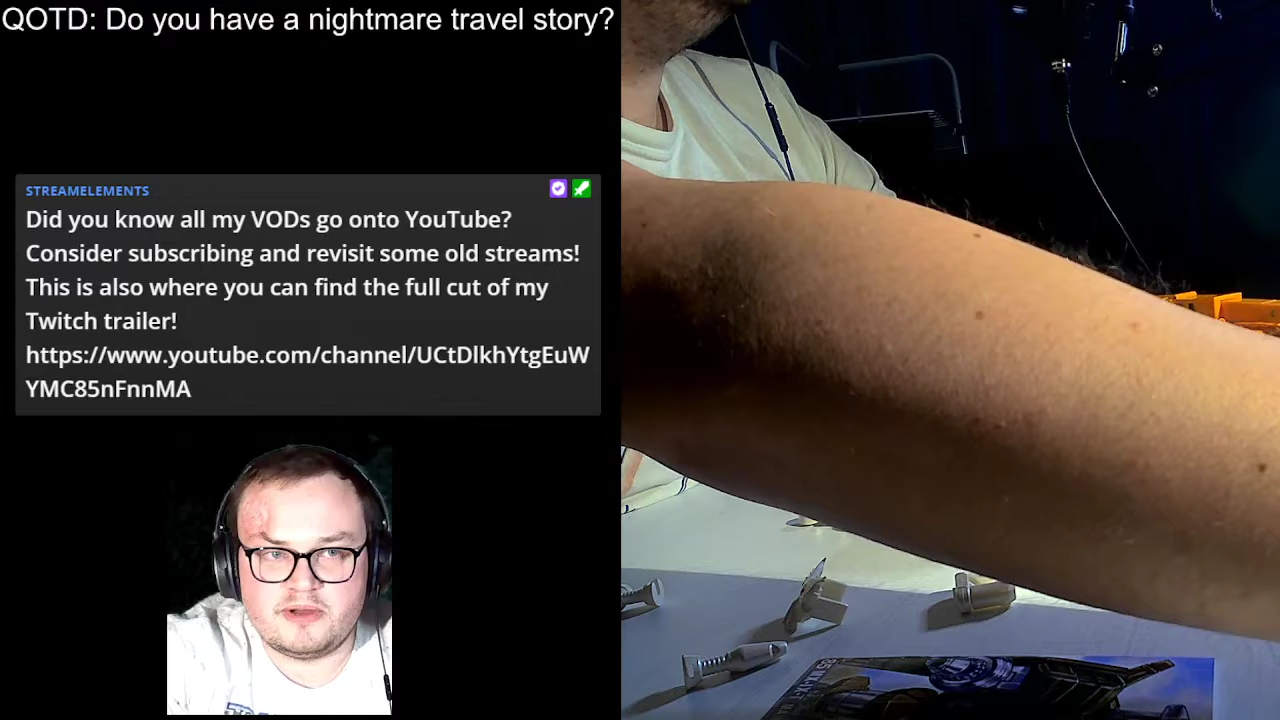 QOTD: Do you have a nightmare travel story?
STREAMELEMENTS
Did you know all my VODs go onto YouTube?
Consider subscribing and revisit some old streams!
This is also where you can find the full cut of my
Twitch trailer!
https://www.youtube.com/channel/UCtDlkhYtgEuW
YMC85nFnnMA